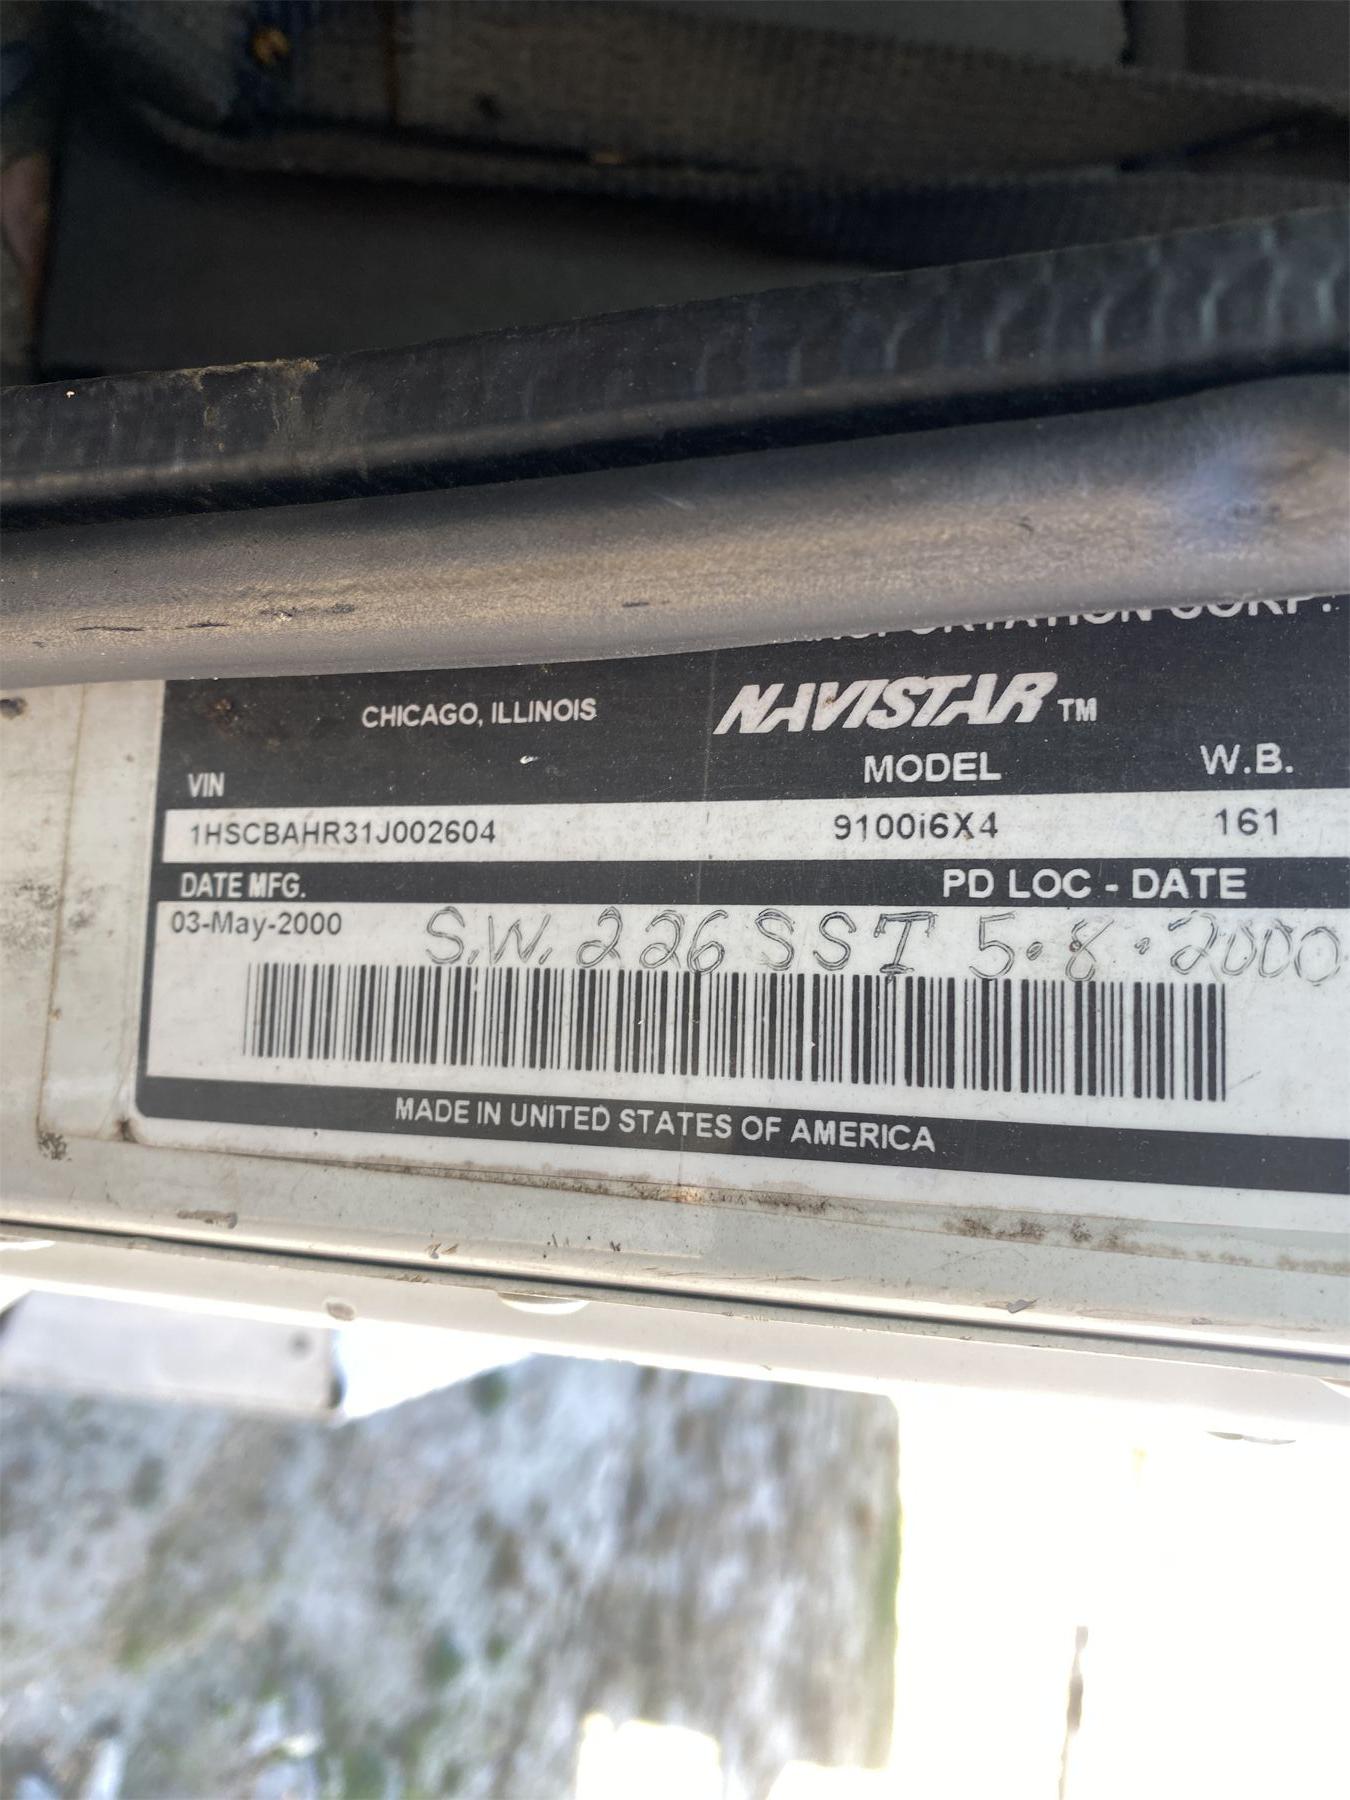 CORP.
CHICAGO, ILLINOIS NAVISTAR TM
VIN MODEL W.B.
1HSCBAHR31J002604 9100i6X4 161
DATE MFG. PD LOC - DATE
03-May-2000 S.W. 226 SST 5.8.2000
MADE IN UNITED STATES OF AMERICA